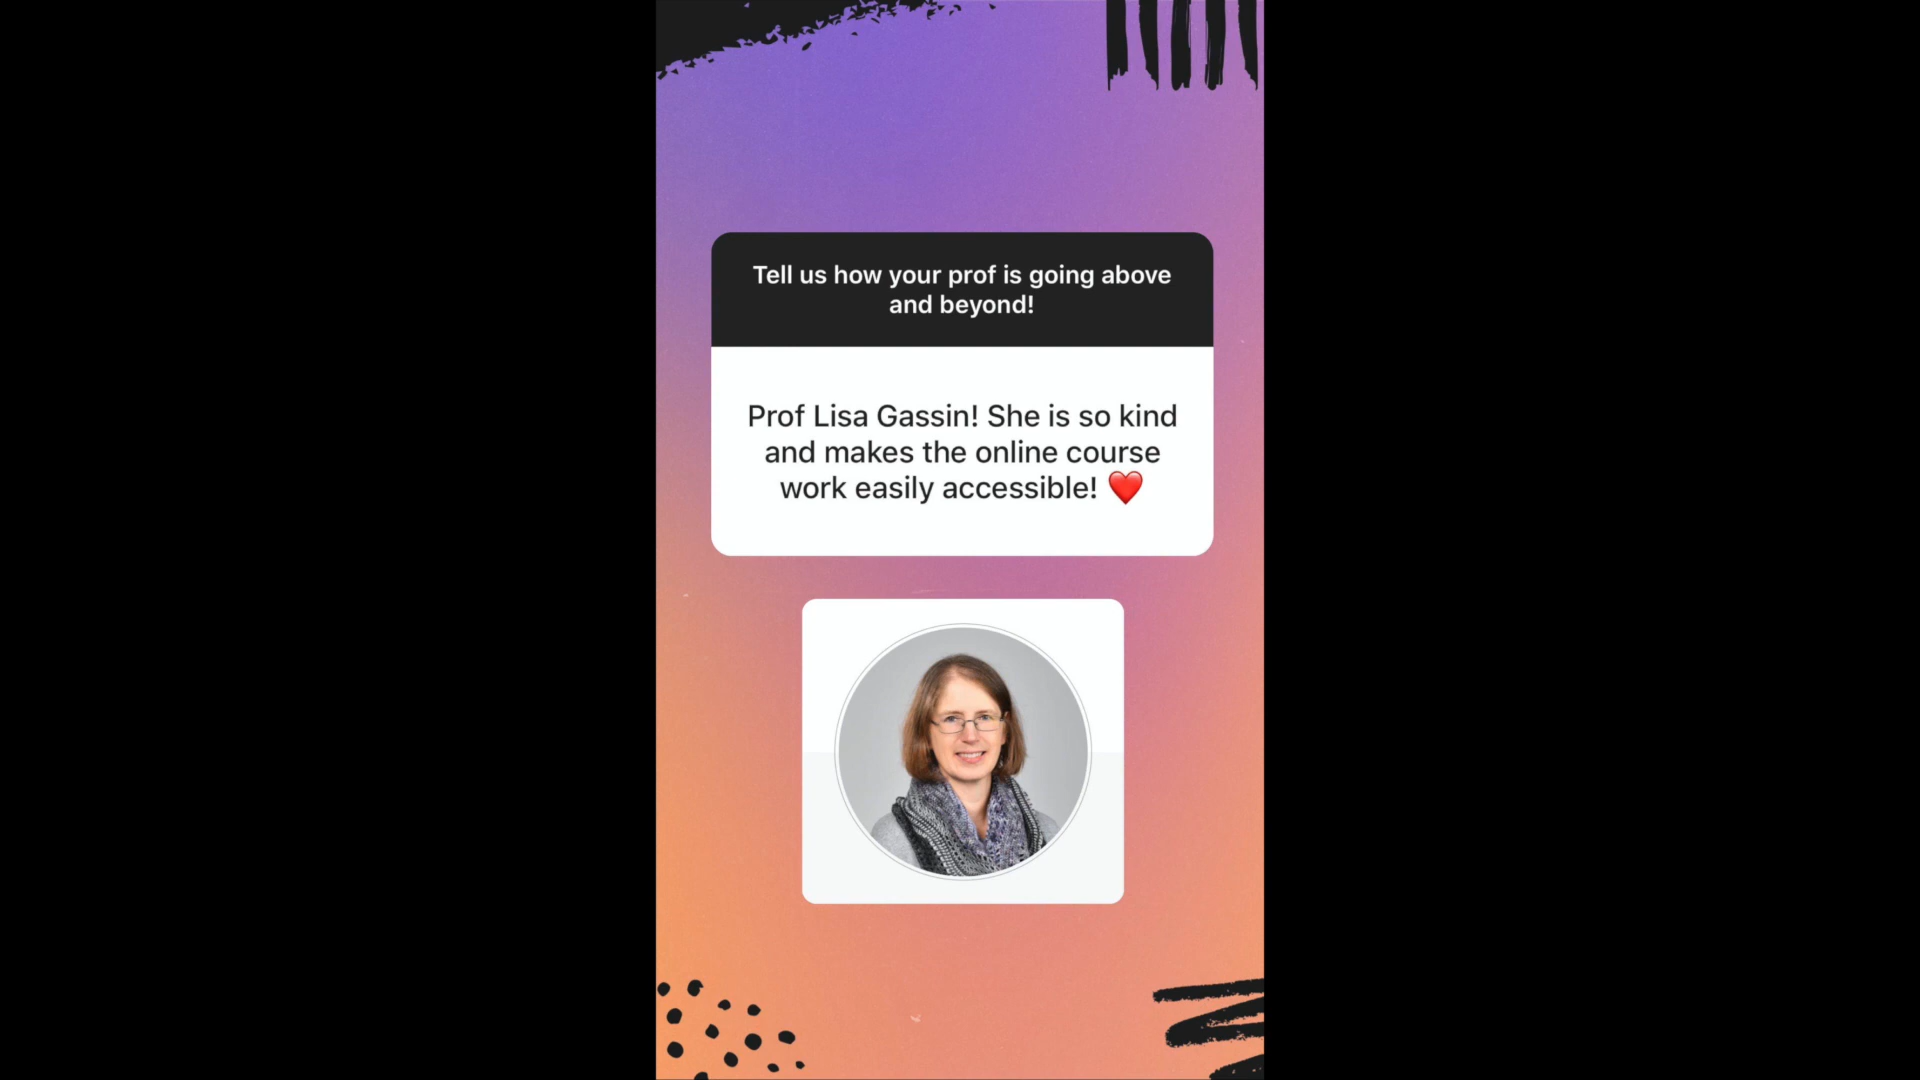 Tell us how your prof is going above
and beyond!
Prof Lisa Gassin! She is so kind
and makes the online course
work easily accessible! ❤️